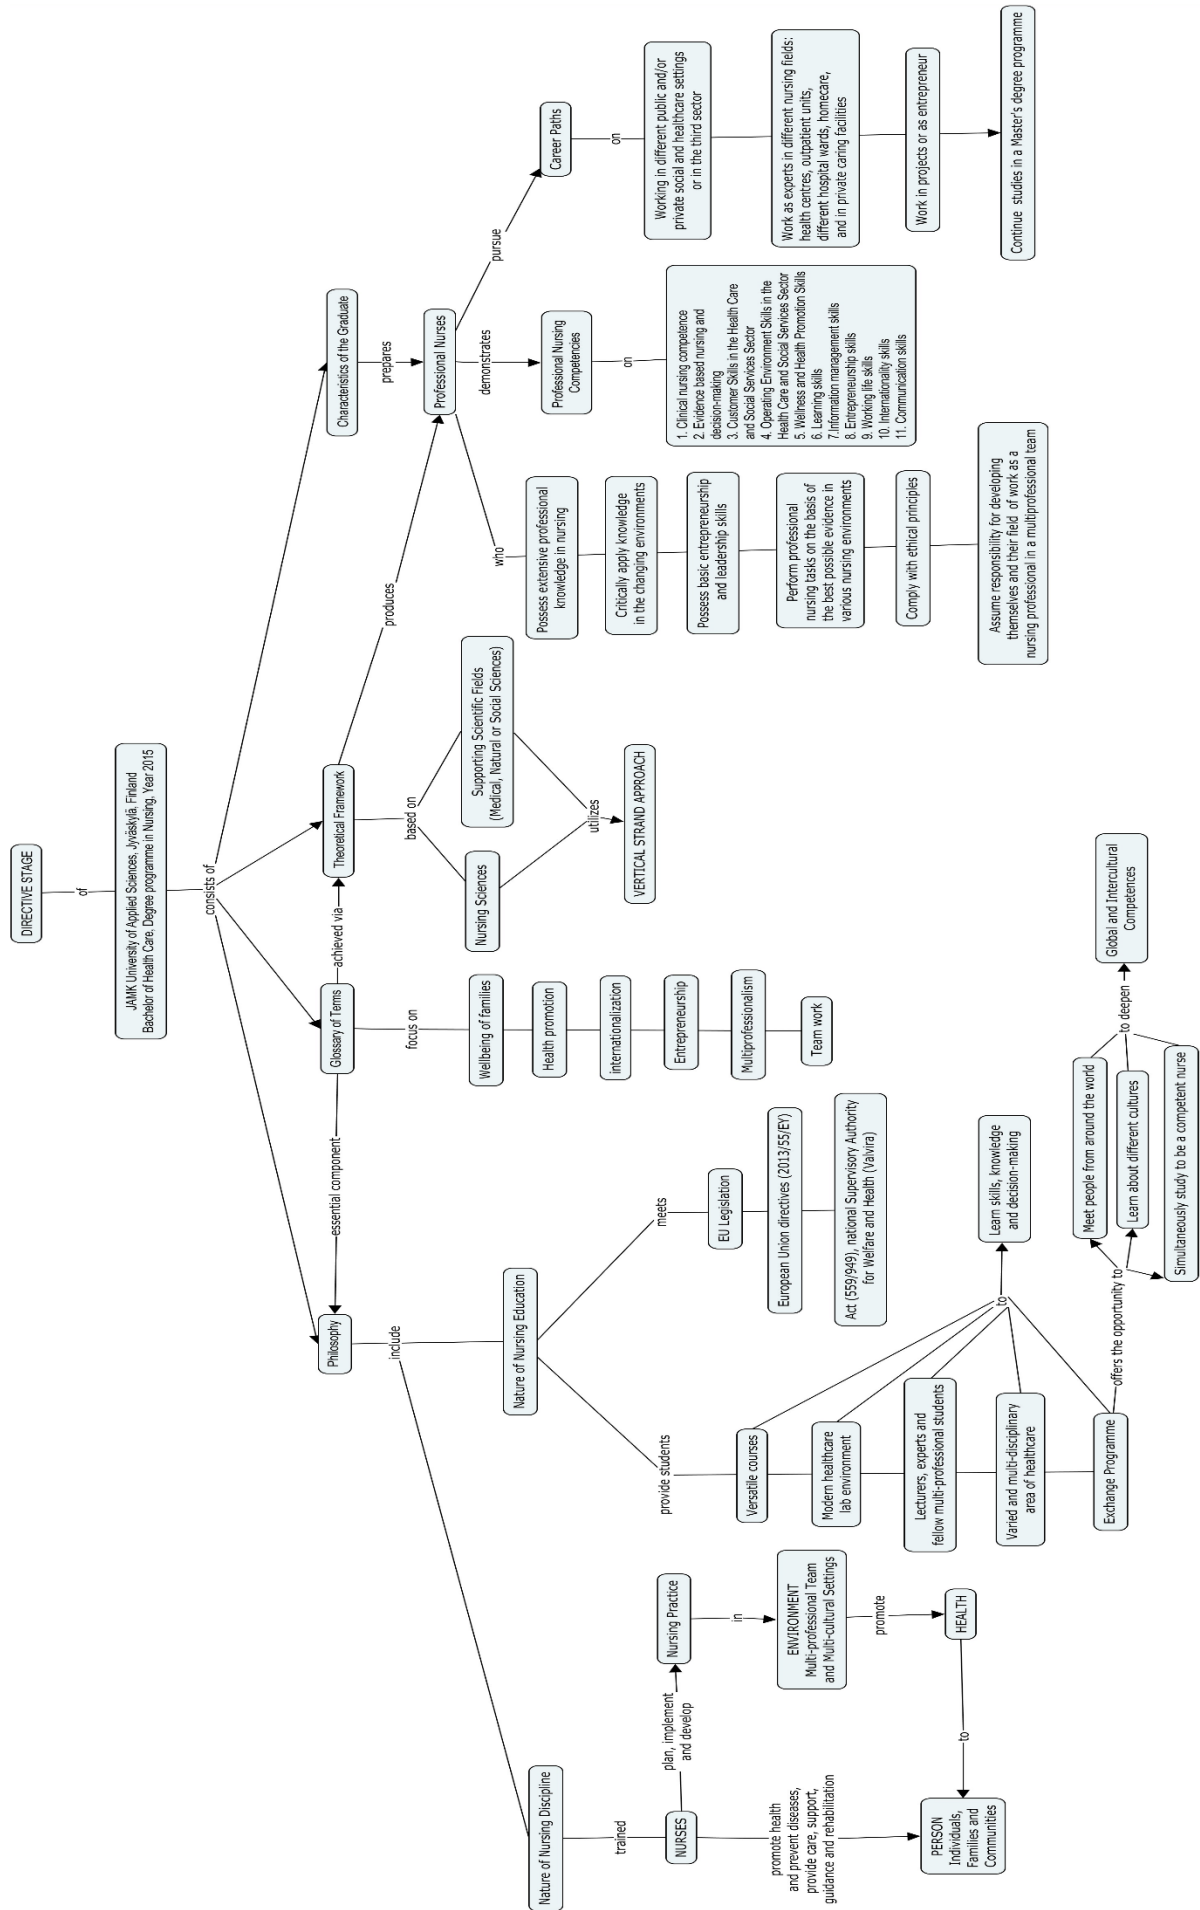 DIRECTIVE STAGE
of
JAMK University of Applied Sciences, Jyväskylä, Finland
Bachelor of Health Care, Degree programme in Nursing, Year 2015
consists of
Philosophy
essential component
Glossary of Terms
achieved via
Theoretical Framework
produces
Characteristics of the Graduate
prepares
Professional Nurses
include
Nature of Nursing Discipline
trained
NURSES
plan, implement
and develop
Nursing Practice
in
ENVIRONMENT
Multi-professional Team
and Multi-cultural Settings
promote
HEALTH
to
promote health
and prevent diseases,
provide care, support,
guidance and rehabilitation
PERSON
Individuals,
Families and
Communities
Nature of Nursing Education
provide students
Versatile courses
Modern healthcare
lab environment
Lecturers, experts and
fellow multi-professional students
Varied and multi-disciplinary
area of healthcare
Exchange Programme
to
Learn skills, knowledge
and decision-making
offers the opportunity to
Meet people from around the world
Learn about different cultures
Simultaneously study to be a competent nurse
to deepen
Global and Intercultural
Competences
meets
EU Legislation
European Union directives (2013/55/EY)
Act (559/949), national Supervisory Authority
for Welfare and Health (Valvira)
focus on
Wellbeing of families
Health promotion
internationalization
Entrepreneurship
Multiprofessionalism
Team work
based on
Nursing Sciences
Supporting Scientific Fields
(Medical, Natural or Social Sciences)
utilizes
VERTICAL STRAND APPROACH
who
Possess extensive professional
knowledge in nursing
Critically apply knowledge
in the changing environments
Possess basic entrepreneurship
and leadership skills
Perform professional
nursing tasks on the basis of
the best possible evidence in
various nursing environments
Comply with ethical principles
Assume responsibility for developing
themselves and their field of work as a
nursing professional in a multiprofessional team
demonstrates
Professional Nursing
Competencies
on
1. Clinical nursing competence
2. Evidence based nursing and
decision-making
3. Customer Skills in the Health Care
and Social Services Sector
4. Operating Environment Skills in the
Health Care and Social Services Sector
5. Wellness and Health Promotion Skills
6. Learning skills
7.Information management skills
8. Entrepreneurship skills
9. Working life skills
10. Internationality skills
11. Communication skills
pursue
Career Paths
on
Working in different public and/or
private social and healthcare settings
or in the third sector
Work as experts in different nursing fields:
health centres, outpatient units,
different hospital wards, homecare,
and in private caring facilities
Work in projects or as entrepreneur
Continue studies in a Master's degree programme